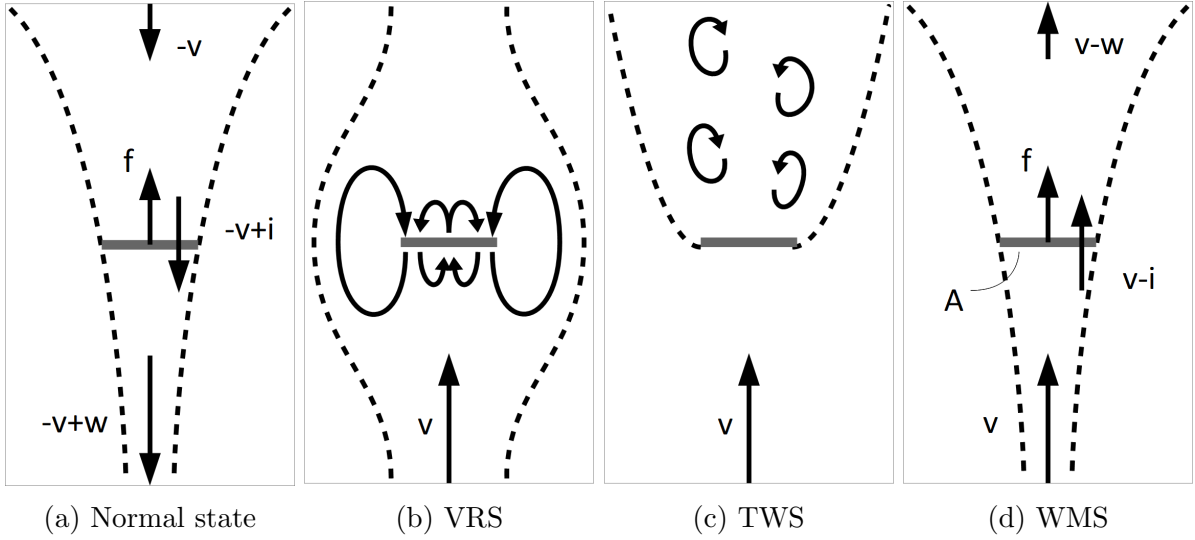 -v
f
-v+i
-v+w
(a) Normal state
v
(b) VRS
v
(c) TWS
v-w
f
v-i
A
v
(d) WMS